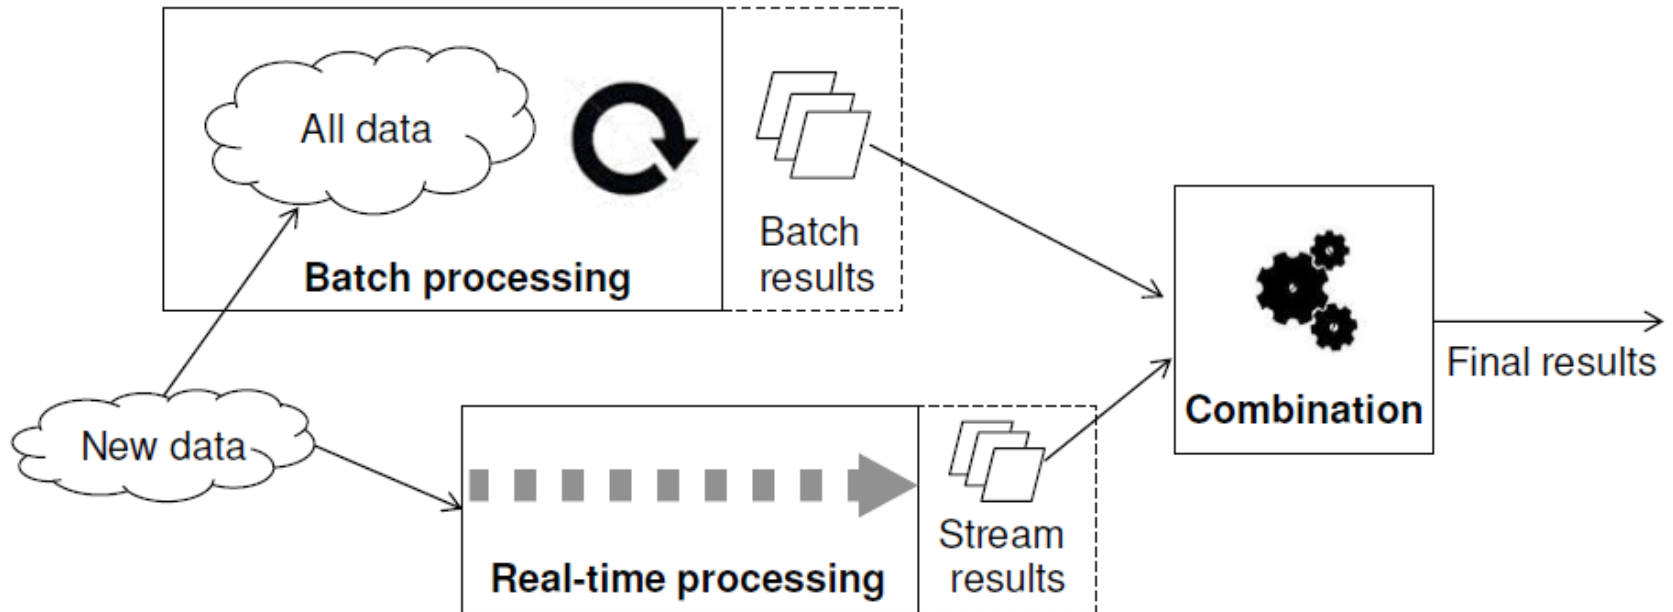 All data
Batch processing
Batch
results
New data
Real-time processing
Stream
results
Combination
Final results